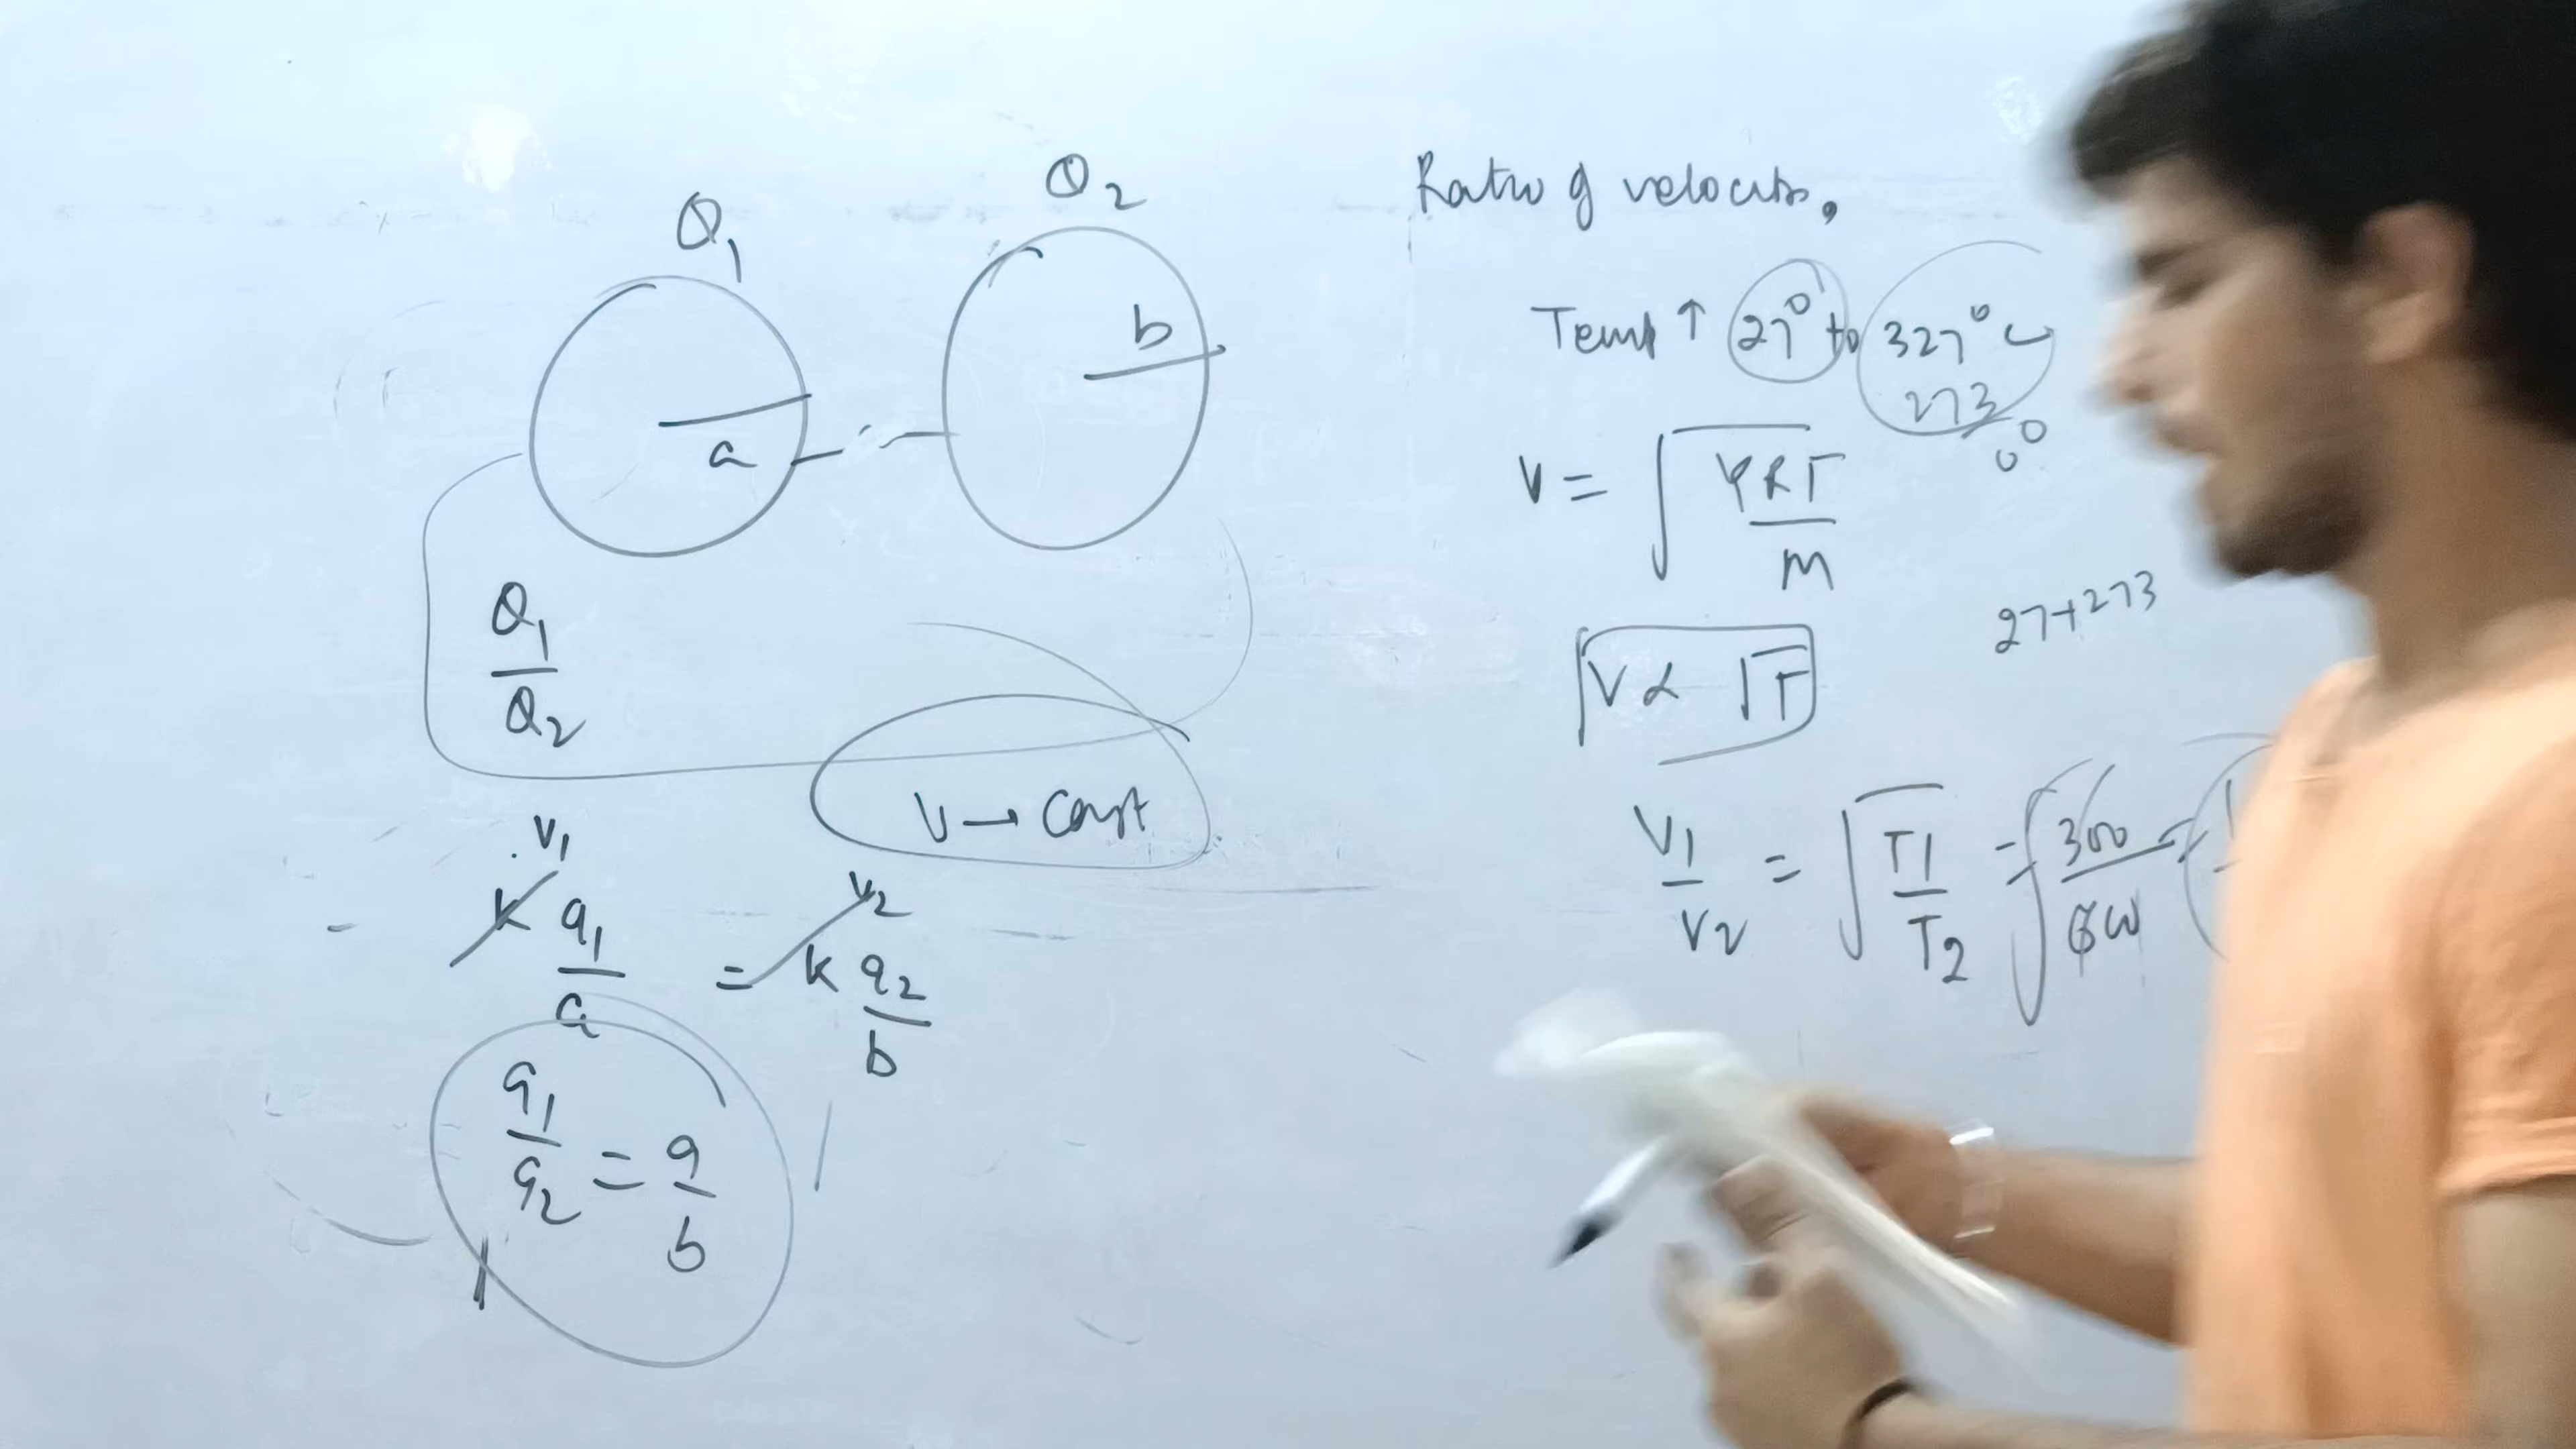 Q1
Q2
a
b
Q1
Q2
V → Const
V1
V2
k q1 / a = k q2 / b
q1 / q2 = a / b
Ratio of velocity,
Temp ↑ 27° to 327° C
273
V = √ γRT / M
27+273
V ∝ √T
V1 / V2 = √ T1 / T2 = √ 300 / 600 =